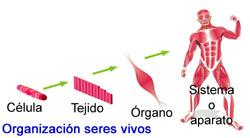 Célula
Tejido
Órgano
Sistema
o
aparato
Organización seres vivos